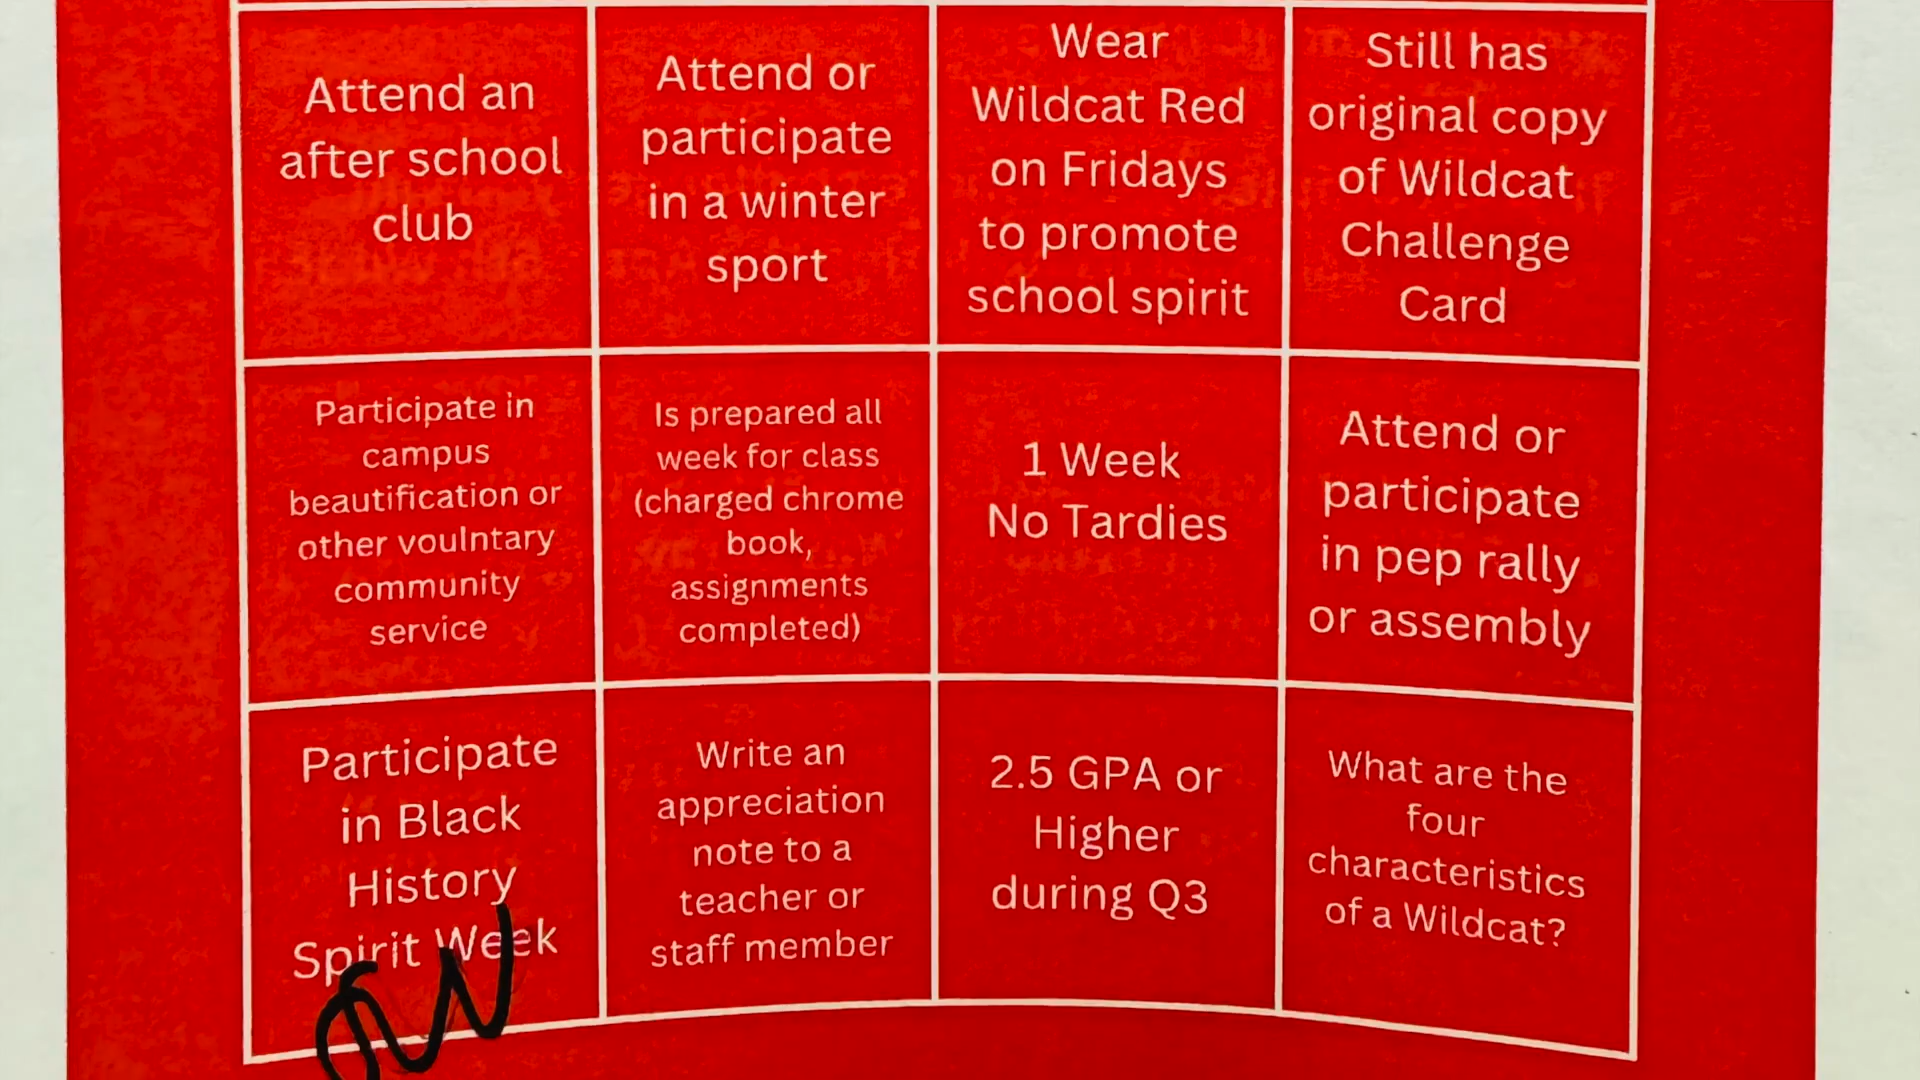 Attend an
after school
club
Attend or
participate
in a winter
sport
Wear
Wildcat Red
on Fridays
to promote
school spirit
Still has
original copy
of Wildcat
Challenge
Card
Participate in
campus
beautification or
other voulntary
community
service
Is prepared all
week for class
(charged chrome
book,
assignments
completed)
1 Week
No Tardies
Attend or
participate
in pep rally
or assembly
Participate
in Black
History
Spirit Week
Write an
appreciation
note to a
teacher or
staff member
2.5 GPA or
Higher
during Q3
What are the
four
characteristics
of a Wildcat?